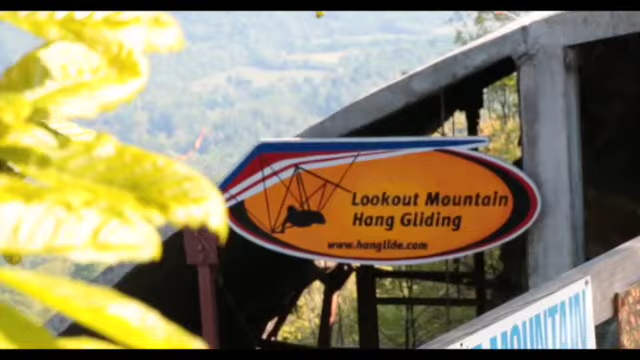 Lookout Mountain
Hang Gliding
www.hanglide.com
MOUNTAIN